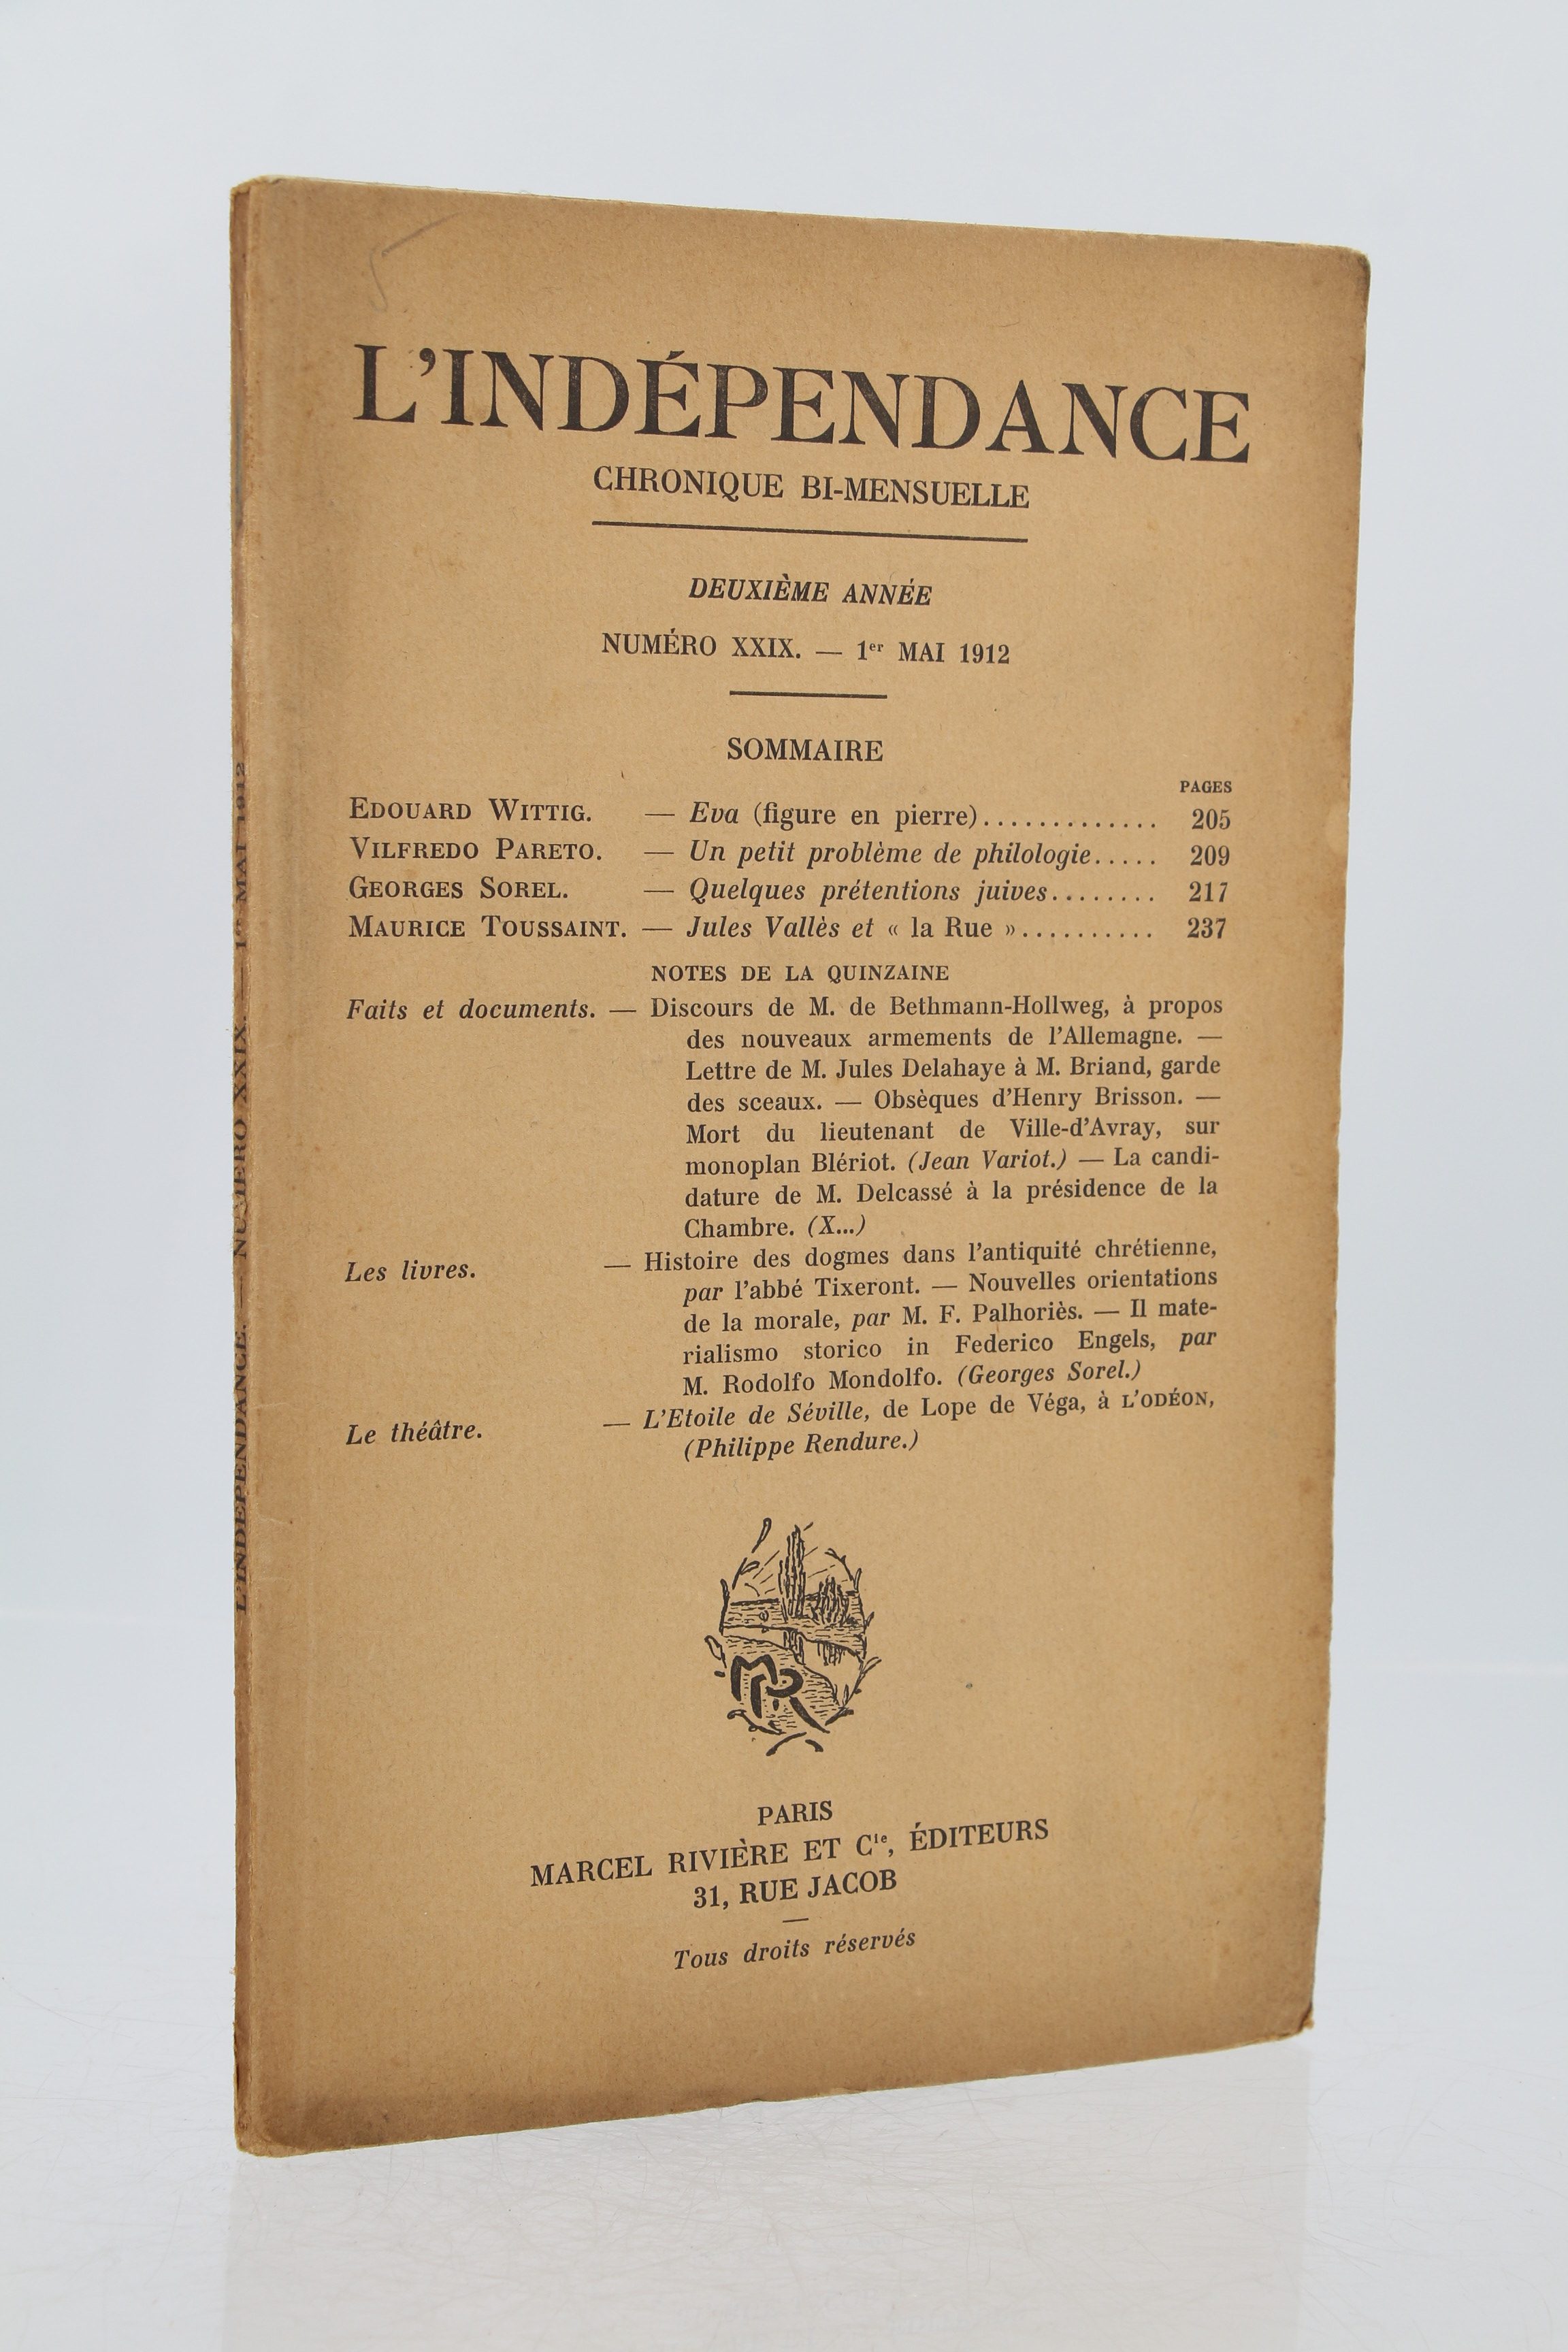 L'INDÉPENDANCE
CHRONIQUE BI-MENSUELLE
DEUXIÈME ANNÉE
NUMÉRO XXIX. — 1er MAI 1912
SOMMAIRE
PAGES
EDOUARD WITTIG. — Eva (figure en pierre)............. 205
VILFREDO PARETO. — Un petit problème de philologie..... 209
GEORGES SOREL. — Quelques prétentions juives........ 217
MAURICE TOUSSAINT. — Jules Vallès et « la Rue ».......... 237
NOTES DE LA QUINZAINE
Faits et documents. — Discours de M. de Bethmann-Hollweg, à propos
des nouveaux armements de l'Allemagne. —
Lettre de M. Jules Delahaye à M. Briand, garde
des sceaux. — Obsèques d'Henry Brisson. —
Mort du lieutenant de Ville-d'Avray, sur
monoplan Blériot. (Jean Variot.) — La candi-
dature de M. Delcassé à la présidence de la
Chambre. (X...)
Les livres. — Histoire des dogmes dans l'antiquité chrétienne,
par l'abbé Tixeront. — Nouvelles orientations
de la morale, par M. F. Palhoriès. — Il mate-
rialismo storico in Federico Engels, par
M. Rodolfo Mondolfo. (Georges Sorel.)
Le théâtre. — L'Etoile de Séville, de Lope de Véga, à L'ODÉON,
(Philippe Rendure.)
MR
PARIS
MARCEL RIVIÈRE ET Cie, ÉDITEURS
31, RUE JACOB
Tous droits réservés
L'INDÉPENDANCE. — NUMÉRO XXIX. — 1er MAI 1912
5